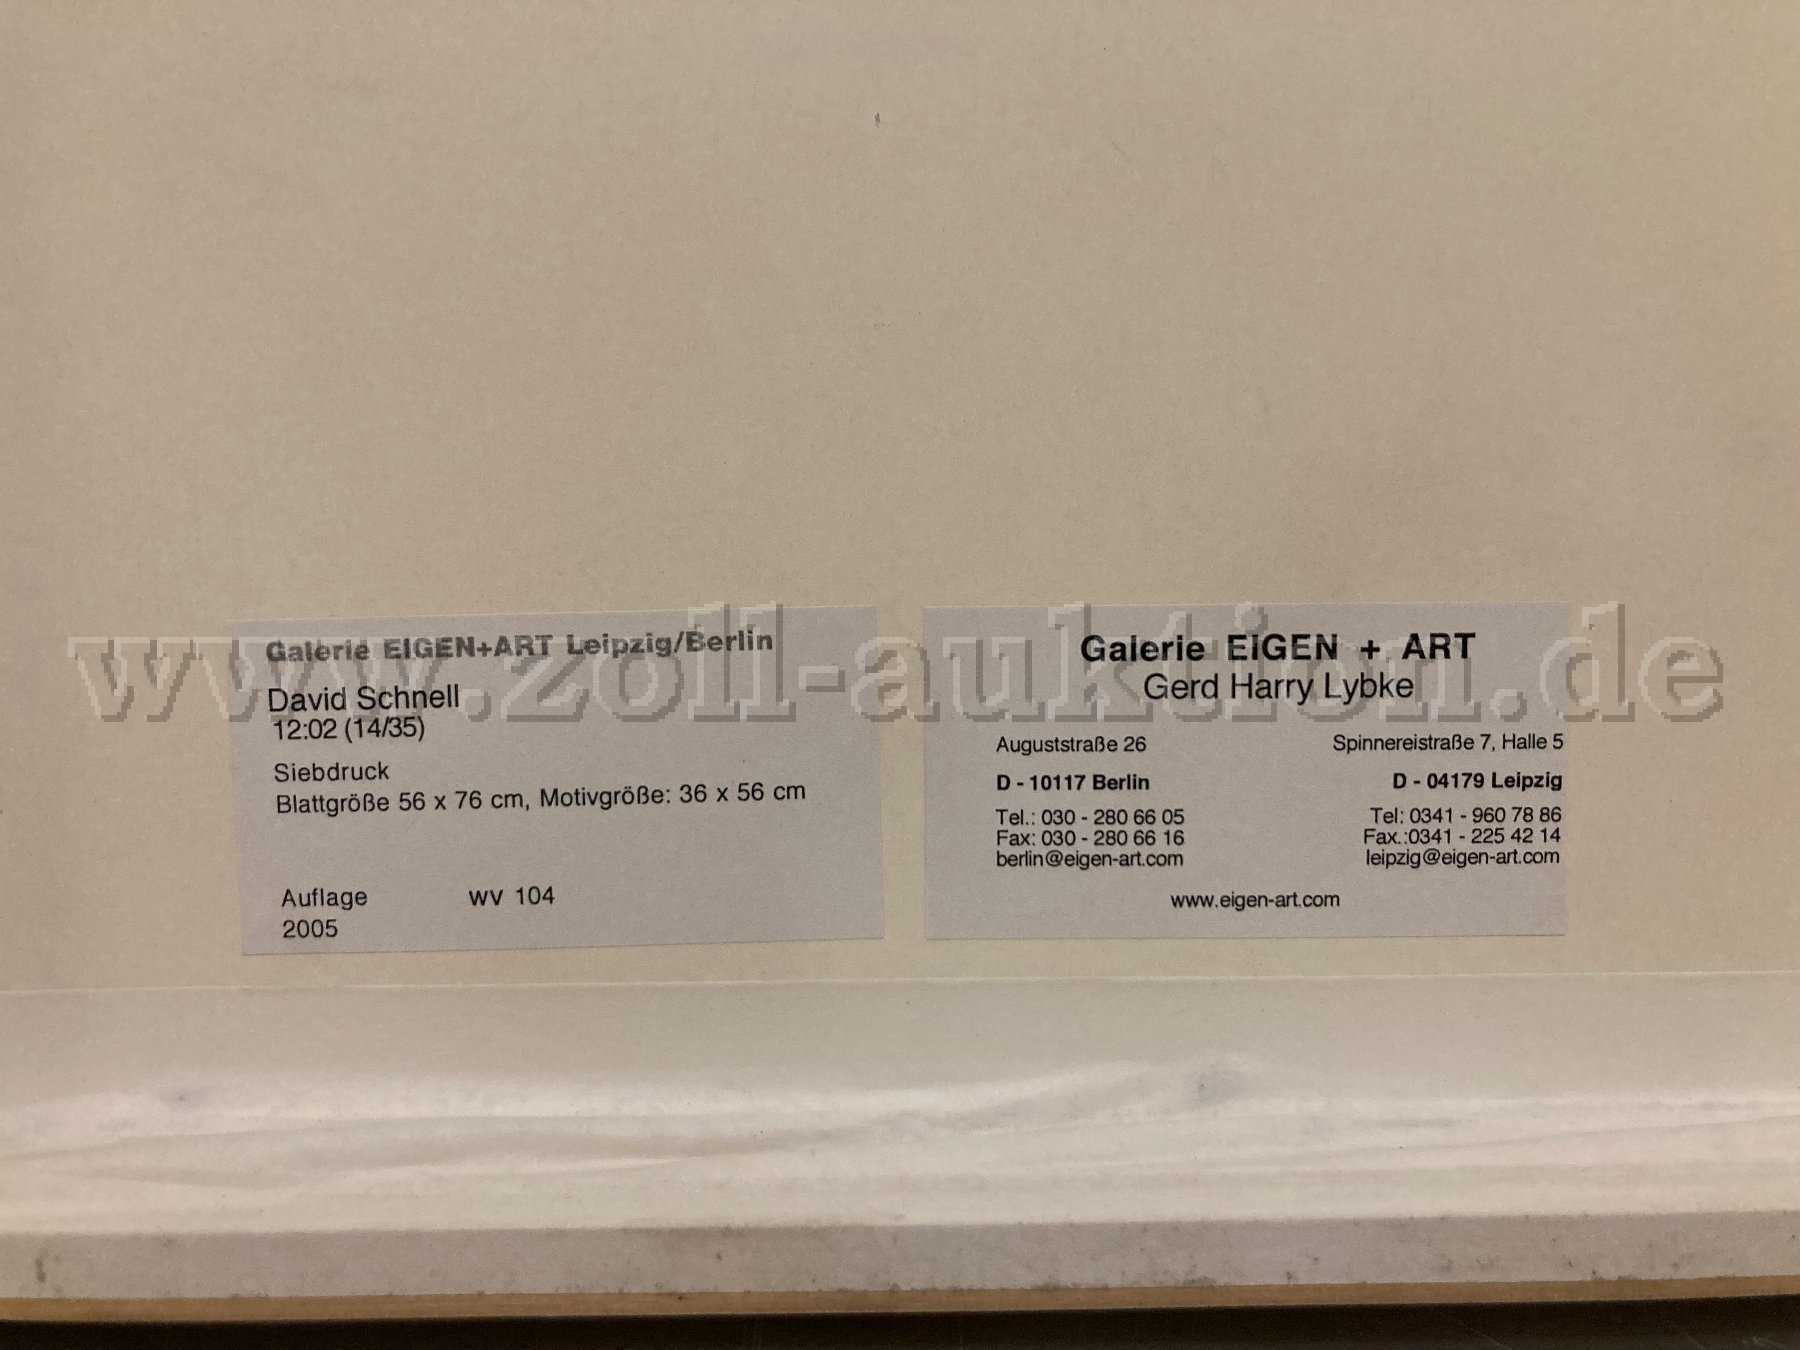 Galerie EIGEN+ART Leipzig/Berlin
David Schnell
12:02 (14/35)
Siebdruck
Blattgröße 56 x 76 cm, Motivgröße: 36 x 56 cm
Auflage wv 104
2005
Galerie EIGEN + ART
Gerd Harry Lybke
Auguststraße 26 Spinnereistraße 7, Halle 5
D - 10117 Berlin D - 04179 Leipzig
Tel.: 030 - 280 66 05 Tel: 0341 - 960 78 86
Fax: 030 - 280 66 16 Fax.:0341 - 225 42 14
berlin@eigen-art.com leipzig@eigen-art.com
www.eigen-art.com
www.zoll-auktion.de